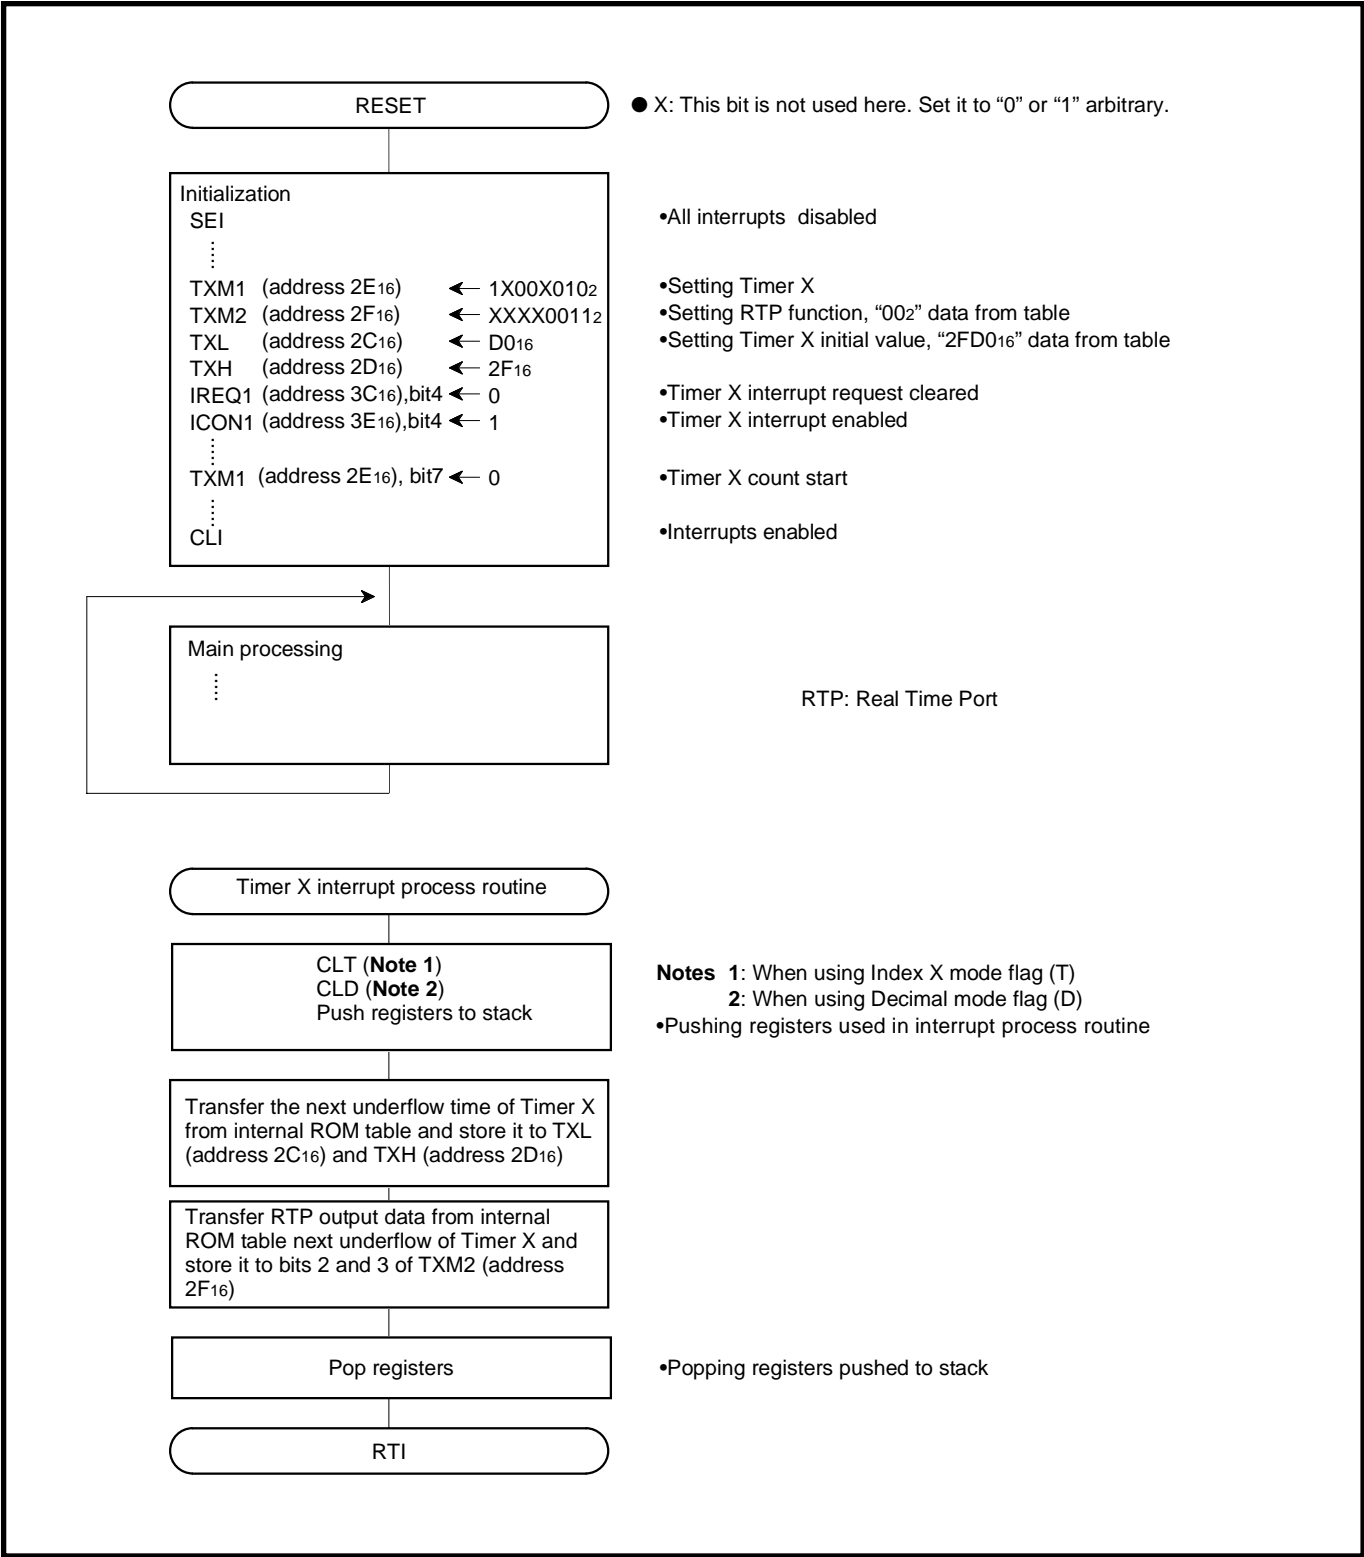 RESET
● X: This bit is not used here. Set it to “0” or “1” arbitrary.
Initialization
SEI
•All interrupts disabled
TXM1 (address 2E16) ← 1X00X0102
•Setting Timer X
TXM2 (address 2F16) ← XXXX00112
•Setting RTP function, “002” data from table
TXL (address 2C16) ← D016
•Setting Timer X initial value, “2FD016” data from table
TXH (address 2D16) ← 2F16
IREQ1 (address 3C16),bit4 ← 0
•Timer X interrupt request cleared
ICON1 (address 3E16),bit4 ← 1
•Timer X interrupt enabled
TXM1 (address 2E16), bit7 ← 0
•Timer X count start
CLI
•Interrupts enabled
Main processing
RTP: Real Time Port
Timer X interrupt process routine
CLT (Note 1)
CLD (Note 2)
Push registers to stack
Notes 1: When using Index X mode flag (T)
2: When using Decimal mode flag (D)
•Pushing registers used in interrupt process routine
Transfer the next underflow time of Timer X
from internal ROM table and store it to TXL
(address 2C16) and TXH (address 2D16)
Transfer RTP output data from internal
ROM table next underflow of Timer X and
store it to bits 2 and 3 of TXM2 (address
2F16)
Pop registers
•Popping registers pushed to stack
RTI